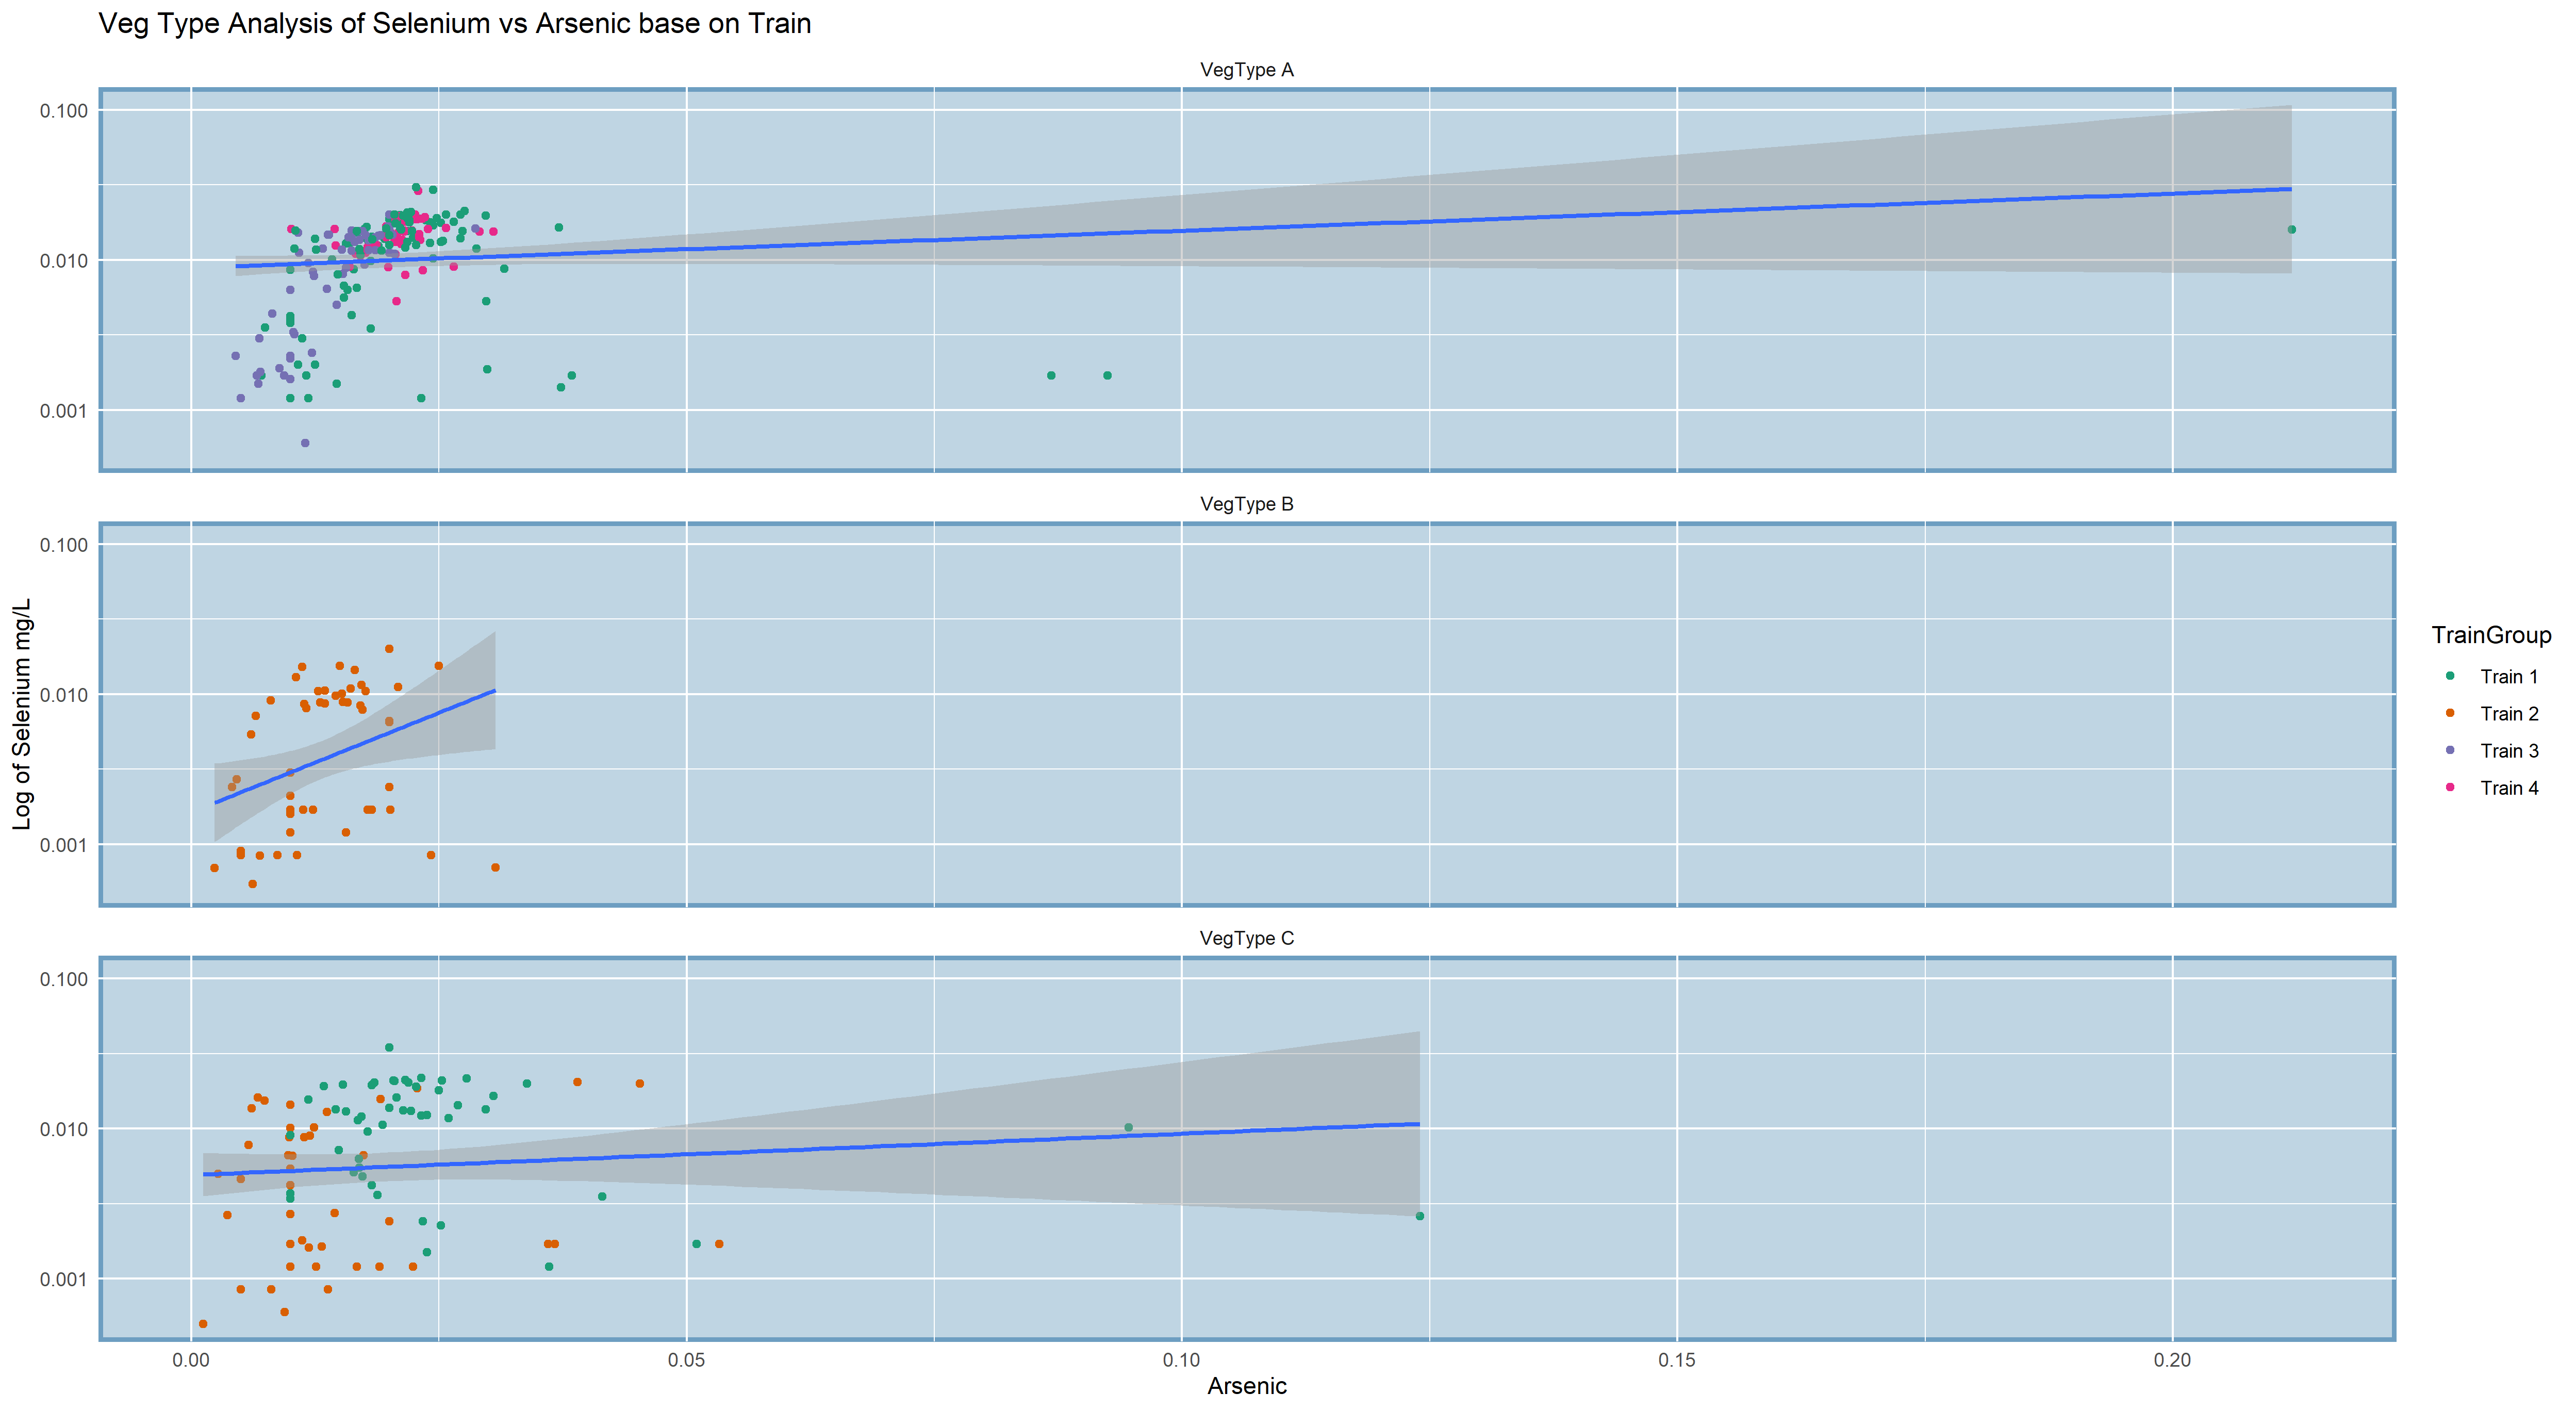 Veg Type Analysis of Selenium vs Arsenic base on Train
VegType A
0.100
0.010
0.001
VegType B
0.100
0.010
0.001
VegType C
0.100
0.010
0.001
0.00 0.05 0.10 0.15 0.20
Arsenic
Log of Selenium mg/L
TrainGroup
Train 1
Train 2
Train 3
Train 4